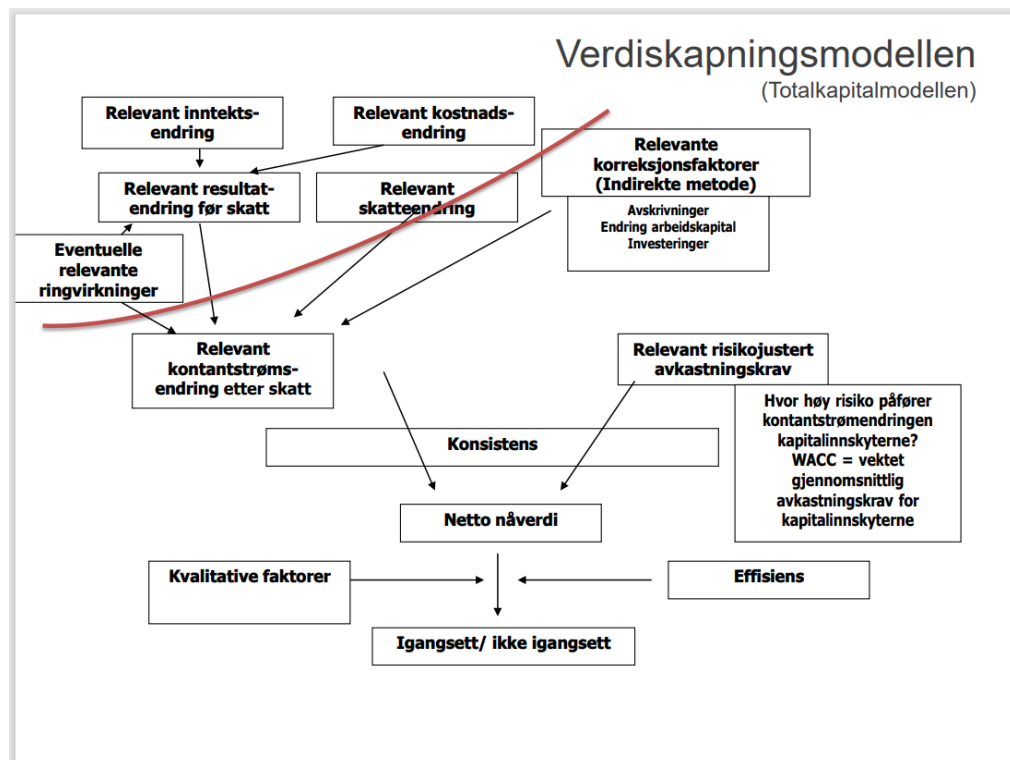 Verdiskapningsmodellen
(Totalkapitalmodellen)
Relevant inntekts-
endring
Relevant kostnads-
endring
Relevante
korreksjonsfaktorer
(Indirekte metode)
Relevant resultat-
endring før skatt
Relevant
skatteendring
Avskrivninger
Endring arbeidskapital
Investeringer
Eventuelle
relevante
ringvirkninger
Relevant
kontantstrøms-
endring etter skatt
Relevant risikojustert
avkastningskrav
Hvor høy risiko påfører
kontantstrømendringen
kapitalinnskyterne?
WACC = vektet
gjennomsnittlig
avkastningskrav for
kapitalinnskyterne
Konsistens
Netto nåverdi
Kvalitative faktorer
Effisiens
Igangsett/ ikke igangsett